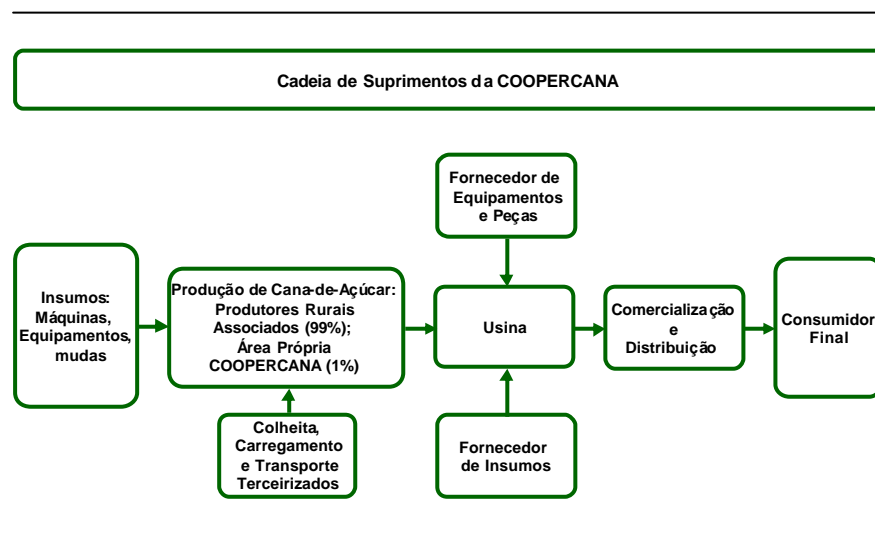 Cadeia de Suprimentos da COOPERCANA
Fornecedor de
Equipamentos
e Peças
Insumos:
Máquinas,
Equipamentos,
mudas
Produção de Cana-de-Açúcar:
Produtores Rurais
Associados (99%);
Área Própria
COOPERCANA (1%)
Usina
Comercialização
e
Distribuição
Consumidor
Final
Colheita,
Carregamento
e Transporte
Terceirizados
Fornecedor
de Insumos